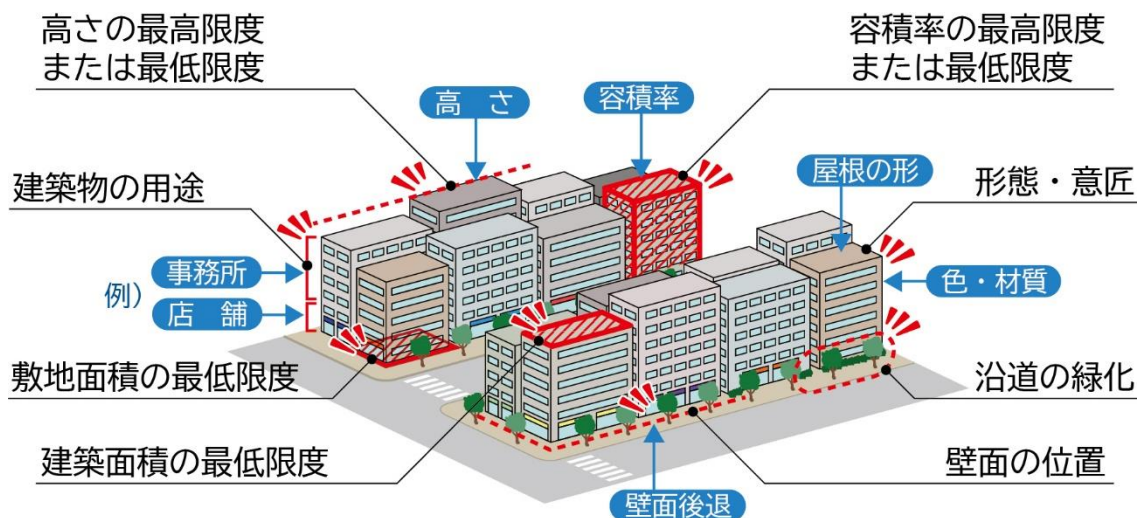 高さの最高限度
または最低限度
容積率の最高限度
または最低限度
高 さ
容積率
建築物の用途
屋根の形
形態・意匠
例）
事務所
色・材質
店 舗
敷地面積の最低限度
沿道の緑化
建築面積の最低限度
壁面の位置
壁面後退